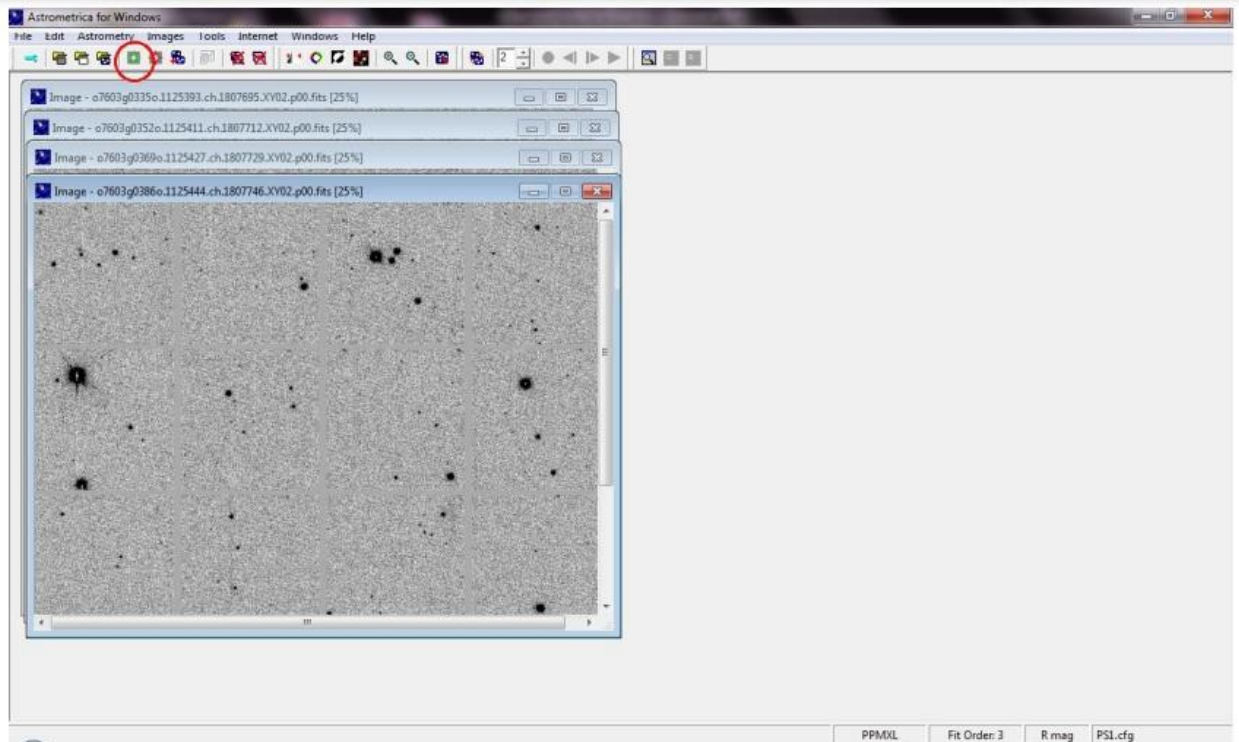 Astrometrica for Windows
File Edit Astrometry Images Tools Internet Windows Help
2
Image - o7603g0335o.1125393.ch.1807695.XY02.p00.fits [25%]
Image - o7603g0352o.1125411.ch.1807712.XY02.p00.fits [25%]
Image - o7603g0369o.1125427.ch.1807729.XY02.p00.fits [25%]
Image - o7603g0386o.1125444.ch.1807746.XY02.p00.fits [25%]
PPMXL Fit Order: 3 R mag PS1.cfg